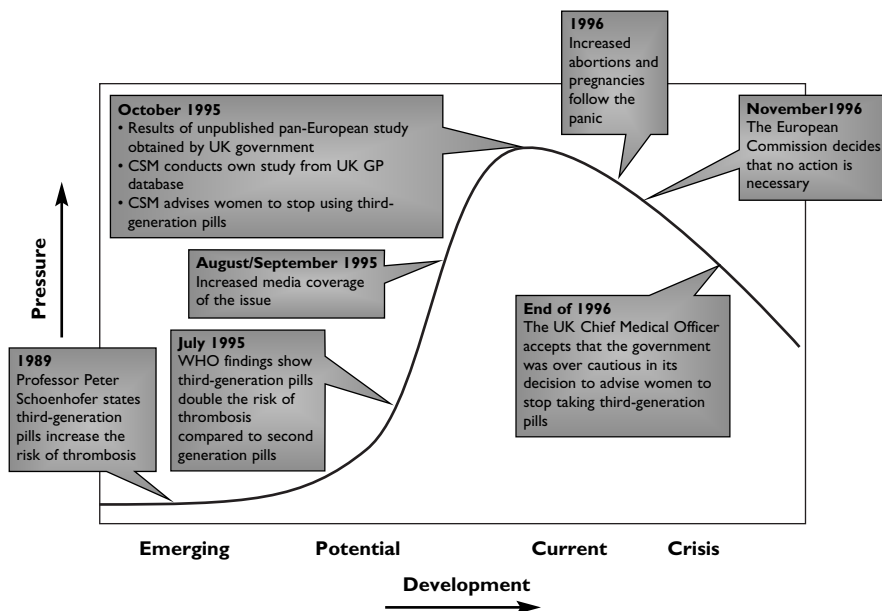 1996
Increased
abortions and
pregnancies
follow the
panic
October 1995
• Results of unpublished pan-European study
obtained by UK government
• CSM conducts own study from UK GP
database
• CSM advises women to stop using third-
generation pills
November1996
The European
Commission decides
that no action is
necessary
August/September 1995
Increased media coverage
of the issue
End of 1996
The UK Chief Medical Officer
accepts that the government
was over cautious in its
decision to advise women to
stop taking third-generation
pills
July 1995
WHO findings show
third-generation pills
double the risk of
thrombosis
compared to second
generation pills
1989
Professor Peter
Schoenhofer states
third-generation
pills increase the
risk of thrombosis
Pressure
Emerging Potential Current Crisis
Development